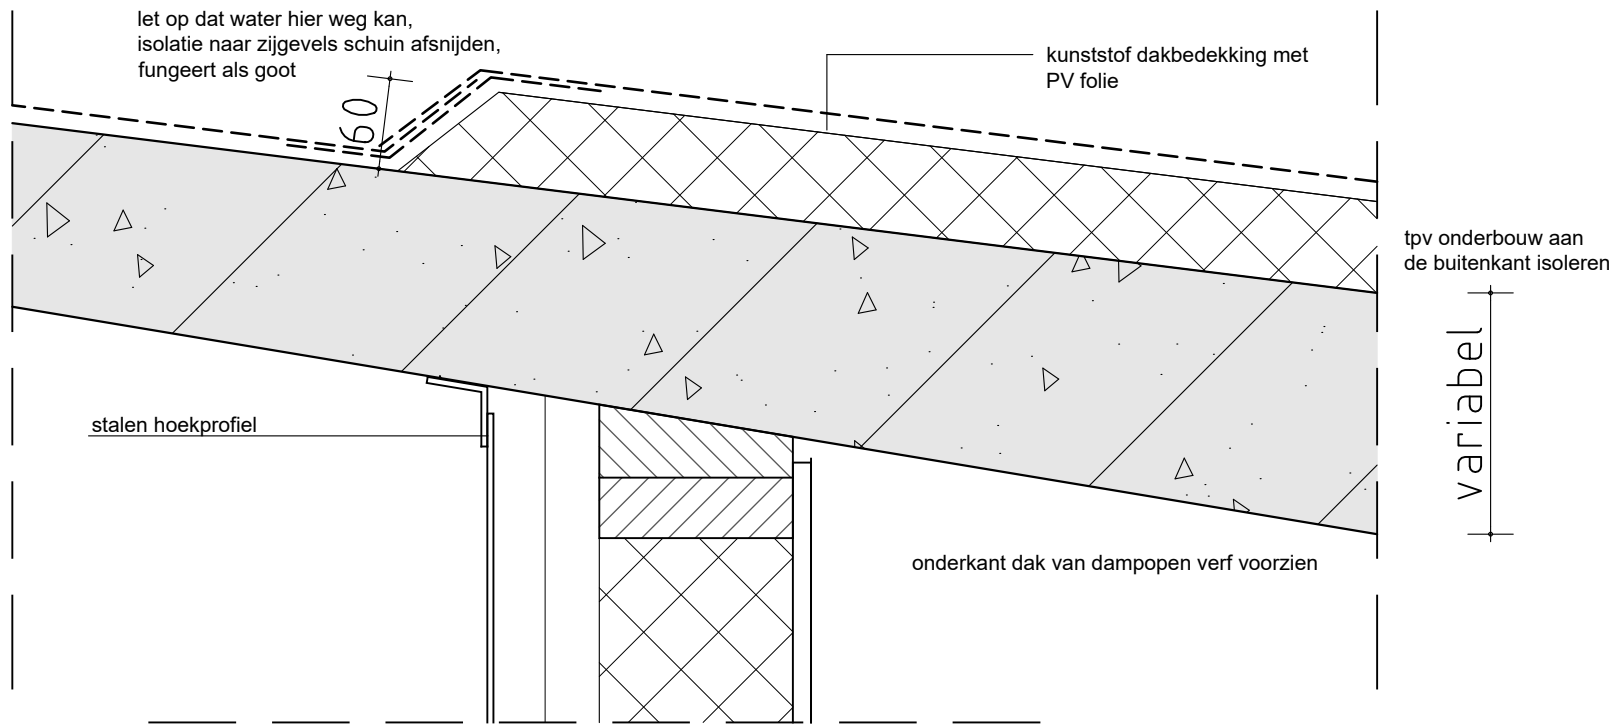 let op dat water hier weg kan,
isolatie naar zijgevels schuin afsnijden,
fungeert als goot
60
kunststof dakbedekking met
PV folie
tpv onderbouw aan
de buitenkant isoleren
variabel
stalen hoekprofiel
onderkant dak van dampopen verf voorzien